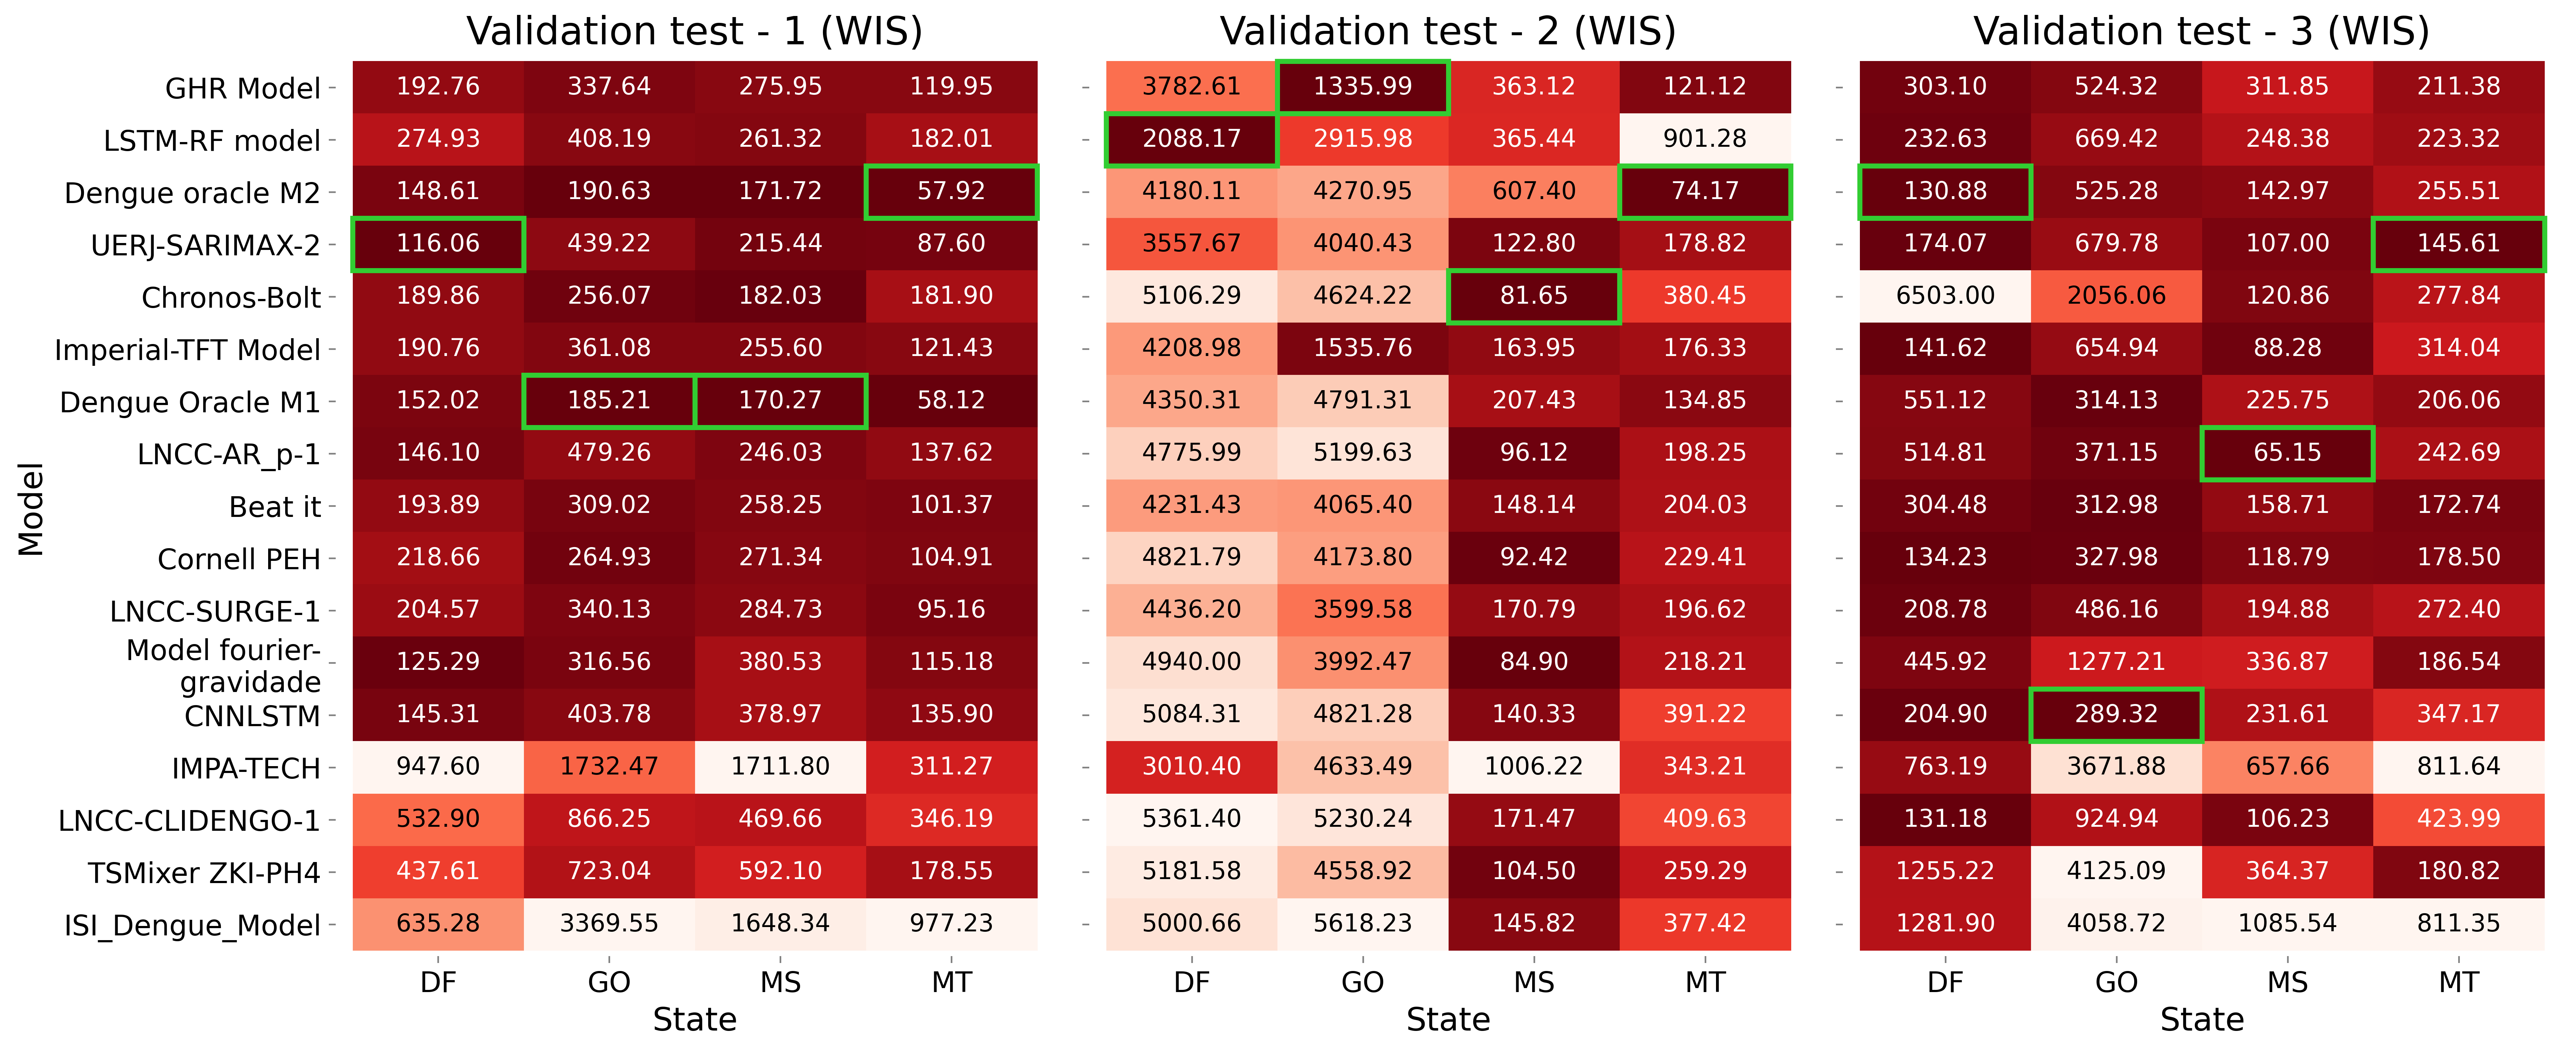 Validation test - 1 (WIS) Validation test - 2 (WIS) Validation test - 3 (WIS)
GHR Model 192.76 337.64 275.95 119.95 3782.61 1335.99 363.12 121.12 303.10 524.32 311.85 211.38
LSTM-RF model 274.93 408.19 261.32 182.01 2088.17 2915.98 365.44 901.28 232.63 669.42 248.38 223.32
Dengue oracle M2 148.61 190.63 171.72 57.92 4180.11 4270.95 607.40 74.17 130.88 525.28 142.97 255.51
UERJ-SARIMAX-2 116.06 439.22 215.44 87.60 3557.67 4040.43 122.80 178.82 174.07 679.78 107.00 145.61
Chronos-Bolt 189.86 256.07 182.03 181.90 5106.29 4624.22 81.65 380.45 6503.00 2056.06 120.86 277.84
Imperial-TFT Model 190.76 361.08 255.60 121.43 4208.98 1535.76 163.95 176.33 141.62 654.94 88.28 314.04
Dengue Oracle M1 152.02 185.21 170.27 58.12 4350.31 4791.31 207.43 134.85 551.12 314.13 225.75 206.06
LNCC-AR_p-1 146.10 479.26 246.03 137.62 4775.99 5199.63 96.12 198.25 514.81 371.15 65.15 242.69
Beat it 193.89 309.02 258.25 101.37 4231.43 4065.40 148.14 204.03 304.48 312.98 158.71 172.74
Cornell PEH 218.66 264.93 271.34 104.91 4821.79 4173.80 92.42 229.41 134.23 327.98 118.79 178.50
LNCC-SURGE-1 204.57 340.13 284.73 95.16 4436.20 3599.58 170.79 196.62 208.78 486.16 194.88 272.40
Model fourier-
gravidade 125.29 316.56 380.53 115.18 4940.00 3992.47 84.90 218.21 445.92 1277.21 336.87 186.54
CNNLSTM 145.31 403.78 378.97 135.90 5084.31 4821.28 140.33 391.22 204.90 289.32 231.61 347.17
IMPA-TECH 947.60 1732.47 1711.80 311.27 3010.40 4633.49 1006.22 343.21 763.19 3671.88 657.66 811.64
LNCC-CLIDENGO-1 532.90 866.25 469.66 346.19 5361.40 5230.24 171.47 409.63 131.18 924.94 106.23 423.99
TSMixer ZKI-PH4 437.61 723.04 592.10 178.55 5181.58 4558.92 104.50 259.29 1255.22 4125.09 364.37 180.82
ISI_Dengue_Model 635.28 3369.55 1648.34 977.23 5000.66 5618.23 145.82 377.42 1281.90 4058.72 1085.54 811.35
Model
DF GO MS MT DF GO MS MT DF GO MS MT
State State State